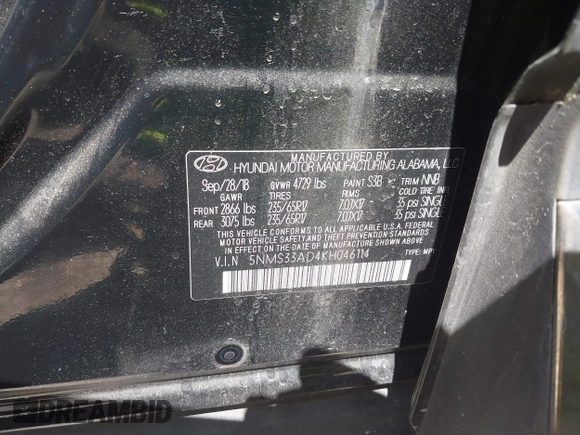 MANUFACTURED BY
HYUNDAI MOTOR MANUFACTURING ALABAMA, LLC
Sep/28/18 GVWR 4729 lbs PAINT S3B TRIM NNB
TIRES RIMS COLD TIRE INFL
FRONT 2866 lbs 235/65R17 7.0JX17 35 psi SINGLE
REAR 3075 lbs 235/65R17 7.0JX17 35 psi SINGLE
THIS VEHICLE CONFORMS TO ALL APPLICABLE U.S. FEDERAL
MOTOR VEHICLE SAFETY AND THEFT PREVENTION STANDARDS
IN EFFECT ON THE DATE OF MANUFACTURE SHOWN ABOVE.
V.I.N 5NMS33AD4KH046114 TYPE: MPV
DREAMBID